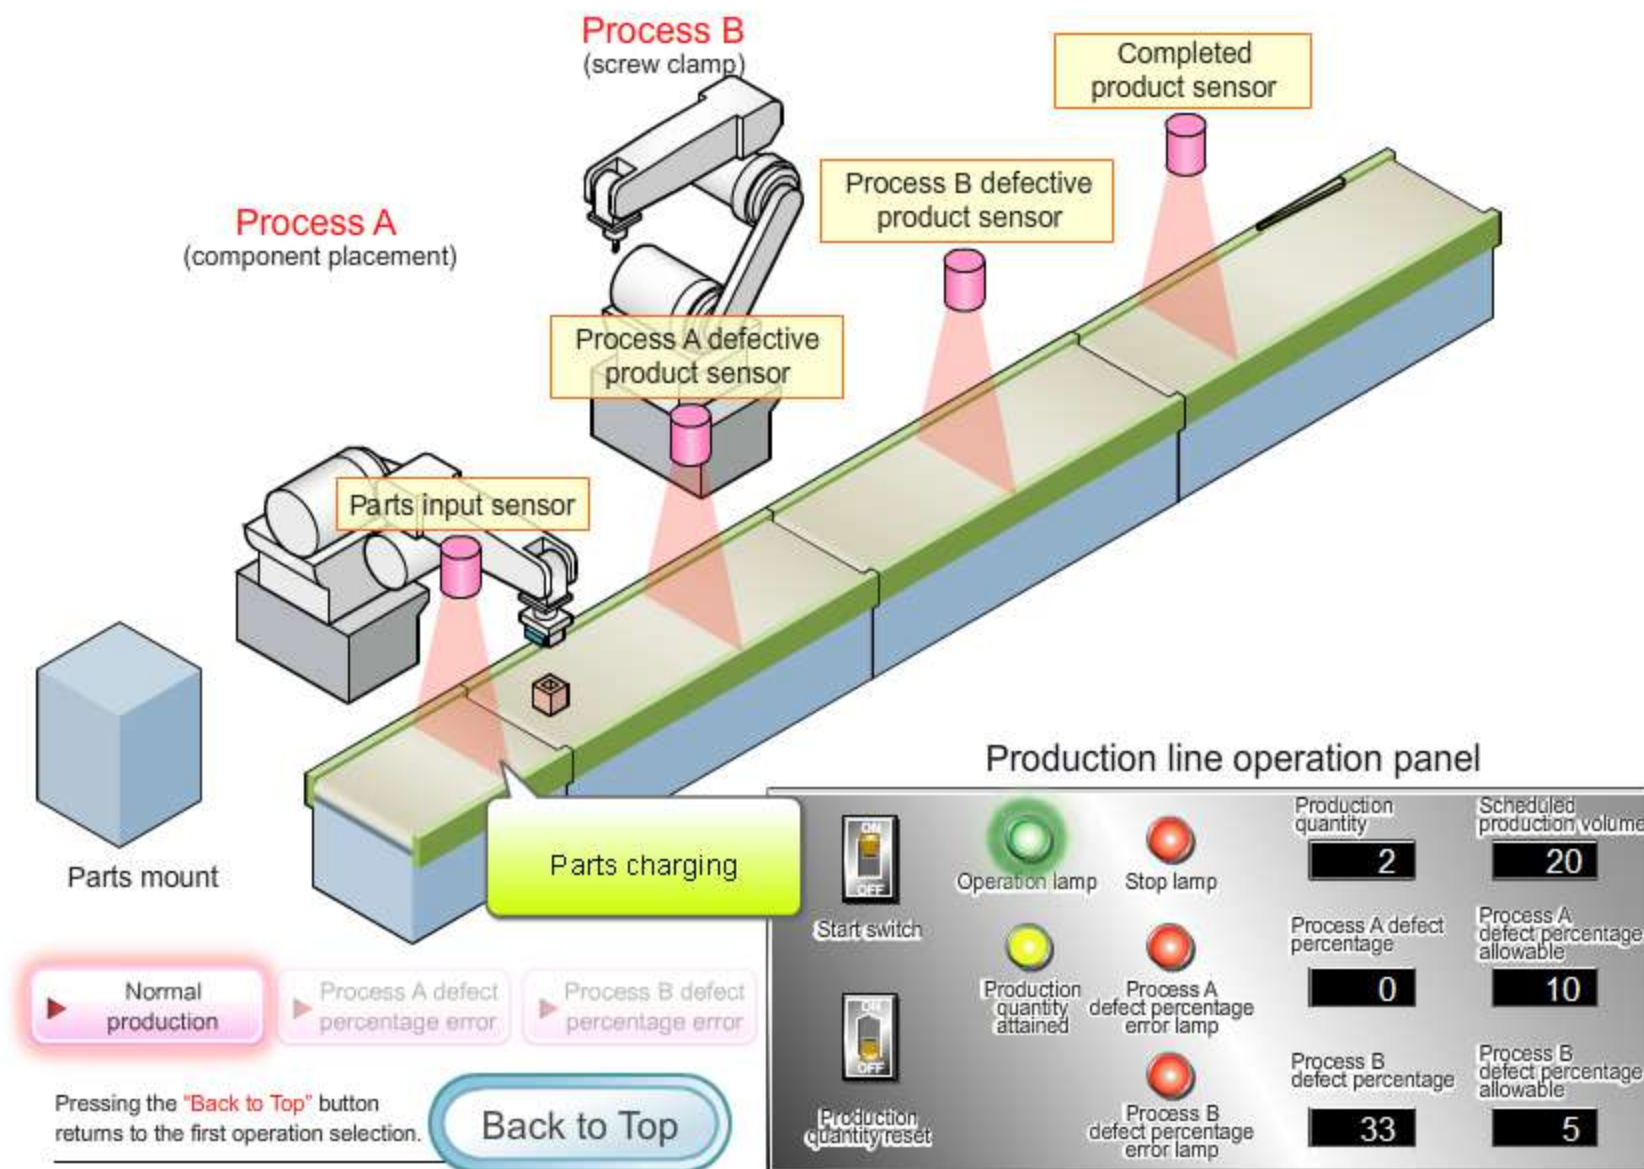 Process B
(screw clamp)
Completed
product sensor
Process B defective
product sensor
Process A
(component placement)
Process A defective
product sensor
Parts input sensor
Parts mount
Parts charging
Production line operation panel
ON
OFF
Start switch
Operation lamp
Stop lamp
Production
quantity
2
Scheduled
production volume
20
Production
quantity
attained
Process A
defect percentage
error lamp
Process A defect
percentage
0
Process A
defect percentage
allowable
10
ON
OFF
Production
quantity reset
Process B
defect percentage
error lamp
Process B
defect percentage
33
Process B
defect percentage
allowable
5
Normal
production
Process A defect
percentage error
Process B defect
percentage error
Pressing the "Back to Top" button
returns to the first operation selection.
Back to Top